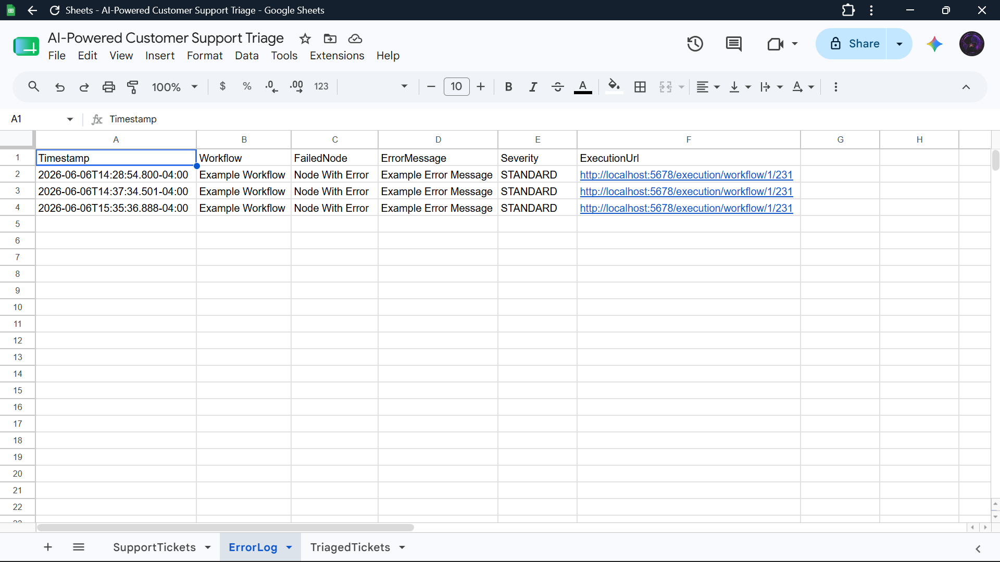 Sheets - AI-Powered Customer Support Triage - Google Sheets
AI-Powered Customer Support Triage
File Edit View Insert Format Data Tools Extensions Help
Share
100% $ % .0 .00 123 10 B I A A
A1 fx Timestamp
A B C D E F G H
1 Timestamp Workflow FailedNode ErrorMessage Severity ExecutionUrl
2 2026-06-06T14:28:54.800-04:00 Example Workflow Node With Error Example Error Message STANDARD http://localhost:5678/execution/workflow/1/231
3 2026-06-06T14:37:34.501-04:00 Example Workflow Node With Error Example Error Message STANDARD http://localhost:5678/execution/workflow/1/231
4 2026-06-06T15:35:36.888-04:00 Example Workflow Node With Error Example Error Message STANDARD http://localhost:5678/execution/workflow/1/231
5
6
7
8
9
10
11
12
13
14
15
16
17
18
19
20
21
22
SupportTickets ErrorLog TriagedTickets